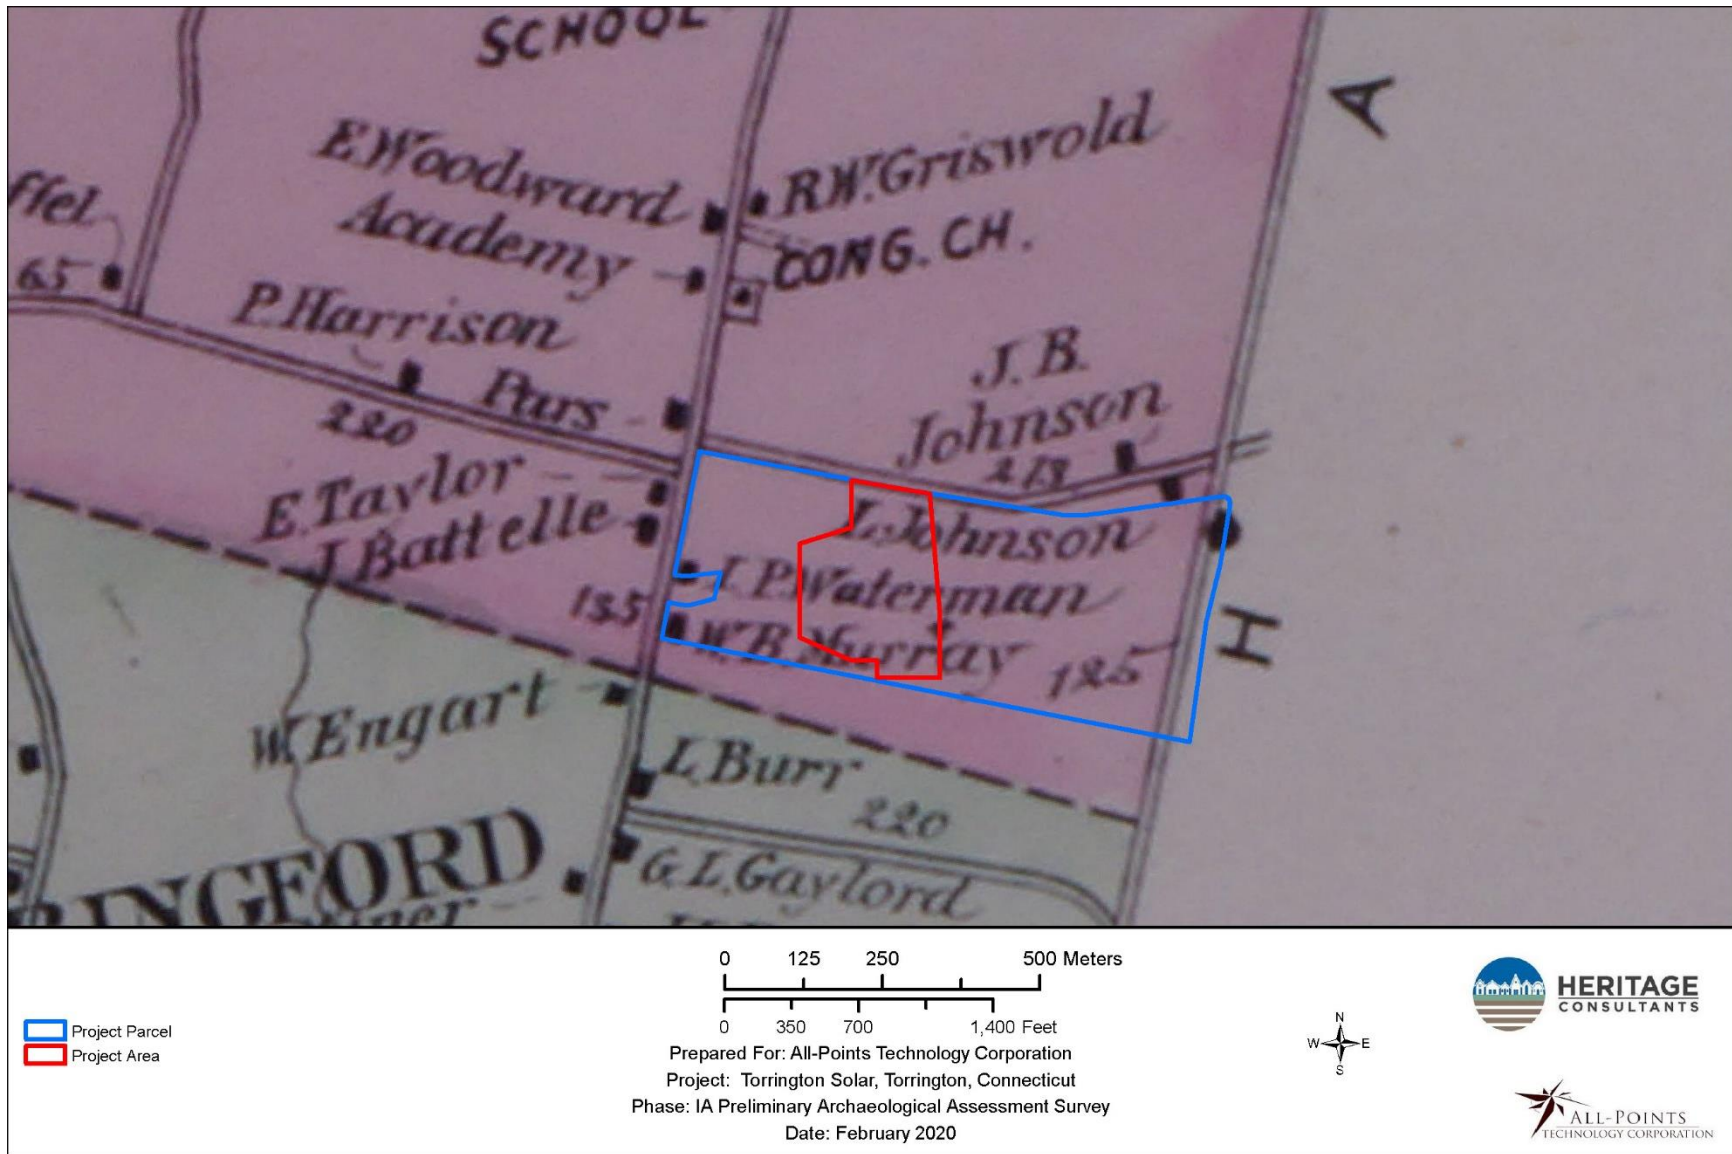 SCHOOL
A
E.Woodward
R.W.Griswold
Academy
CONG. CH.
ffel
65
P.Harrison
J. B.
Johnson
Pars
220
213
E.Taylor
J.Battelle
L.Johnson
I.P.Waterman
135
W.B.Murray
H
125
W.Engart
L.Burr
220
RINGFORD
G.L.Gaylord
0 125 250 500 Meters
0 350 700 1,400 Feet
Project Parcel
Project Area
Prepared For: All-Points Technology Corporation
Project: Torrington Solar, Torrington, Connecticut
Phase: IA Preliminary Archaeological Assessment Survey
Date: February 2020
N
W E
S
HERITAGE
CONSULTANTS
ALL-POINTS
TECHNOLOGY CORPORATION